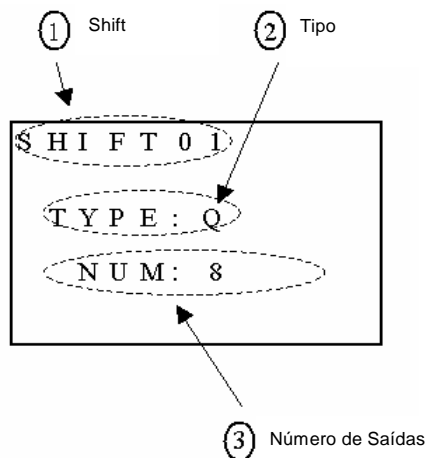 1 Shift
2 Tipo
SHIFT01
TYPE: Q
NUM: 8
3 Número de Saídas